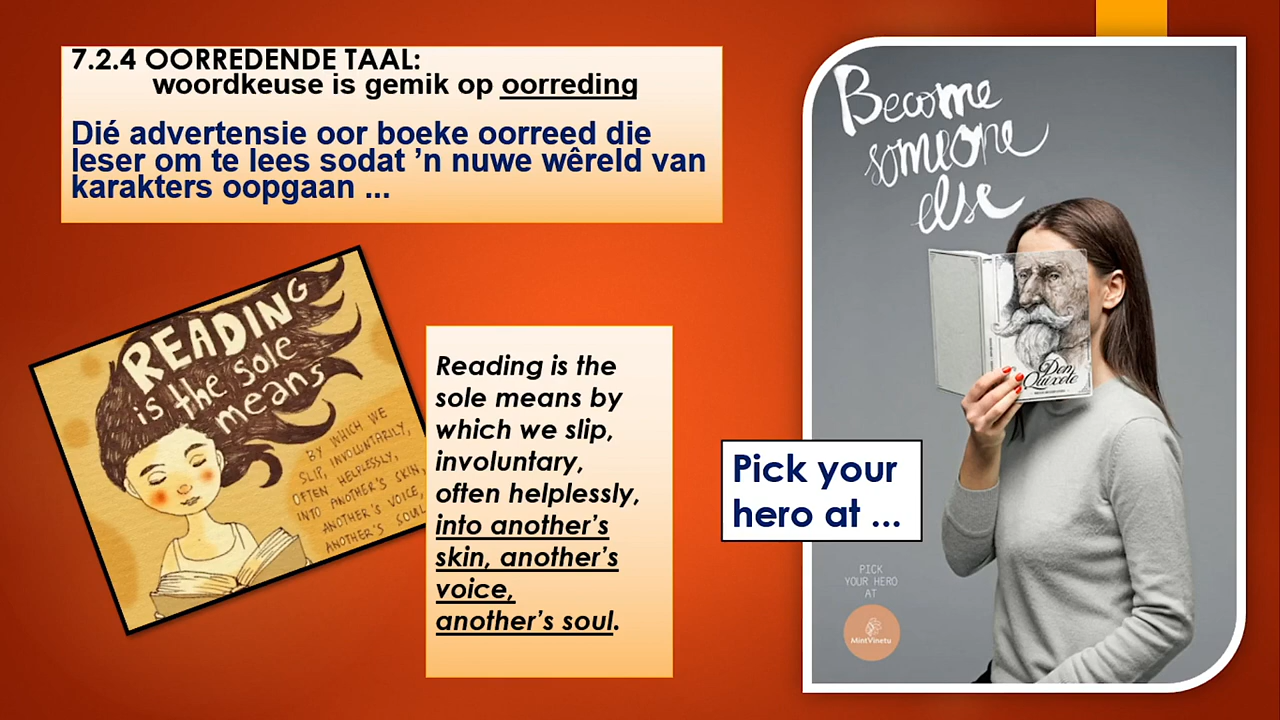 7.2.4 OORREDENDE TAAL:
woordkeuse is gemik op oorreding
Dié advertensie oor boeke oorreed die
leser om te lees sodat ’n nuwe wêreld van
karakters oopgaan ...
READING
is the sole
means
BY WHICH WE
SLIP, INVOLUNTARILY,
OFTEN HELPLESSLY,
INTO ANOTHER'S SKIN,
ANOTHER'S VOICE,
ANOTHER'S SOUL
Reading is the
sole means by
which we slip,
involuntary,
often helplessly,
into another’s
skin, another’s
voice,
another’s soul.
Become
someone
else
Don
Quixote
Pick your
hero at ...
PICK
YOUR HERO
AT
MintVinetu